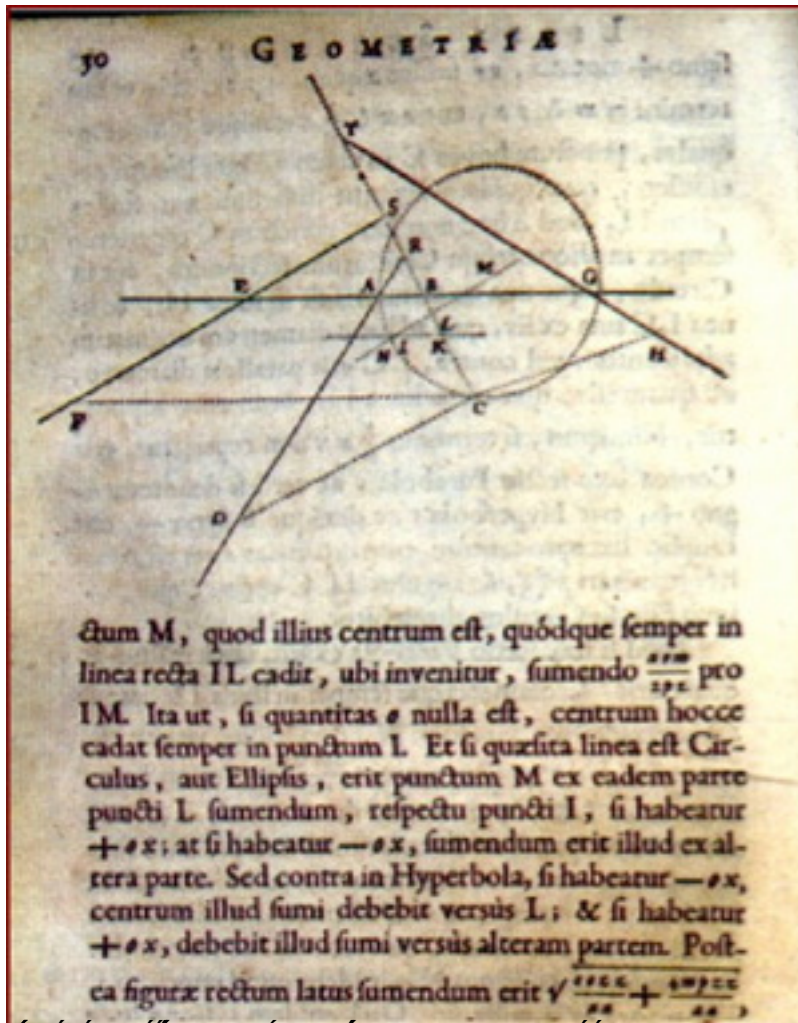 30 GEOMETRIÆ
T
S
R
M
E A B G
L
N I K H
F C
D
ctum M, quod illius centrum est, quódque semper in
linea recta IL cadit, ubi invenitur, sumendo pro
IM. Ita ut, si quantitas o nulla est, centrum hocce
cadat semper in punctum I. Et si quæsita linea est Cir-
culus, aut Ellipsis, erit punctum M ex eadem parte
puncti L sumendum, respectu puncti I, si habeatur
+ox; at si habeatur —ox, sumendum erit illud ex al-
tera parte. Sed contra in Hyperbola, si habeatur —ox,
centrum illud sumi debebit versùs L; & si habeatur
+ox, debebit illud sumi versùs alteram partem. Post-
ea figuræ rectum latus sumendum erit √